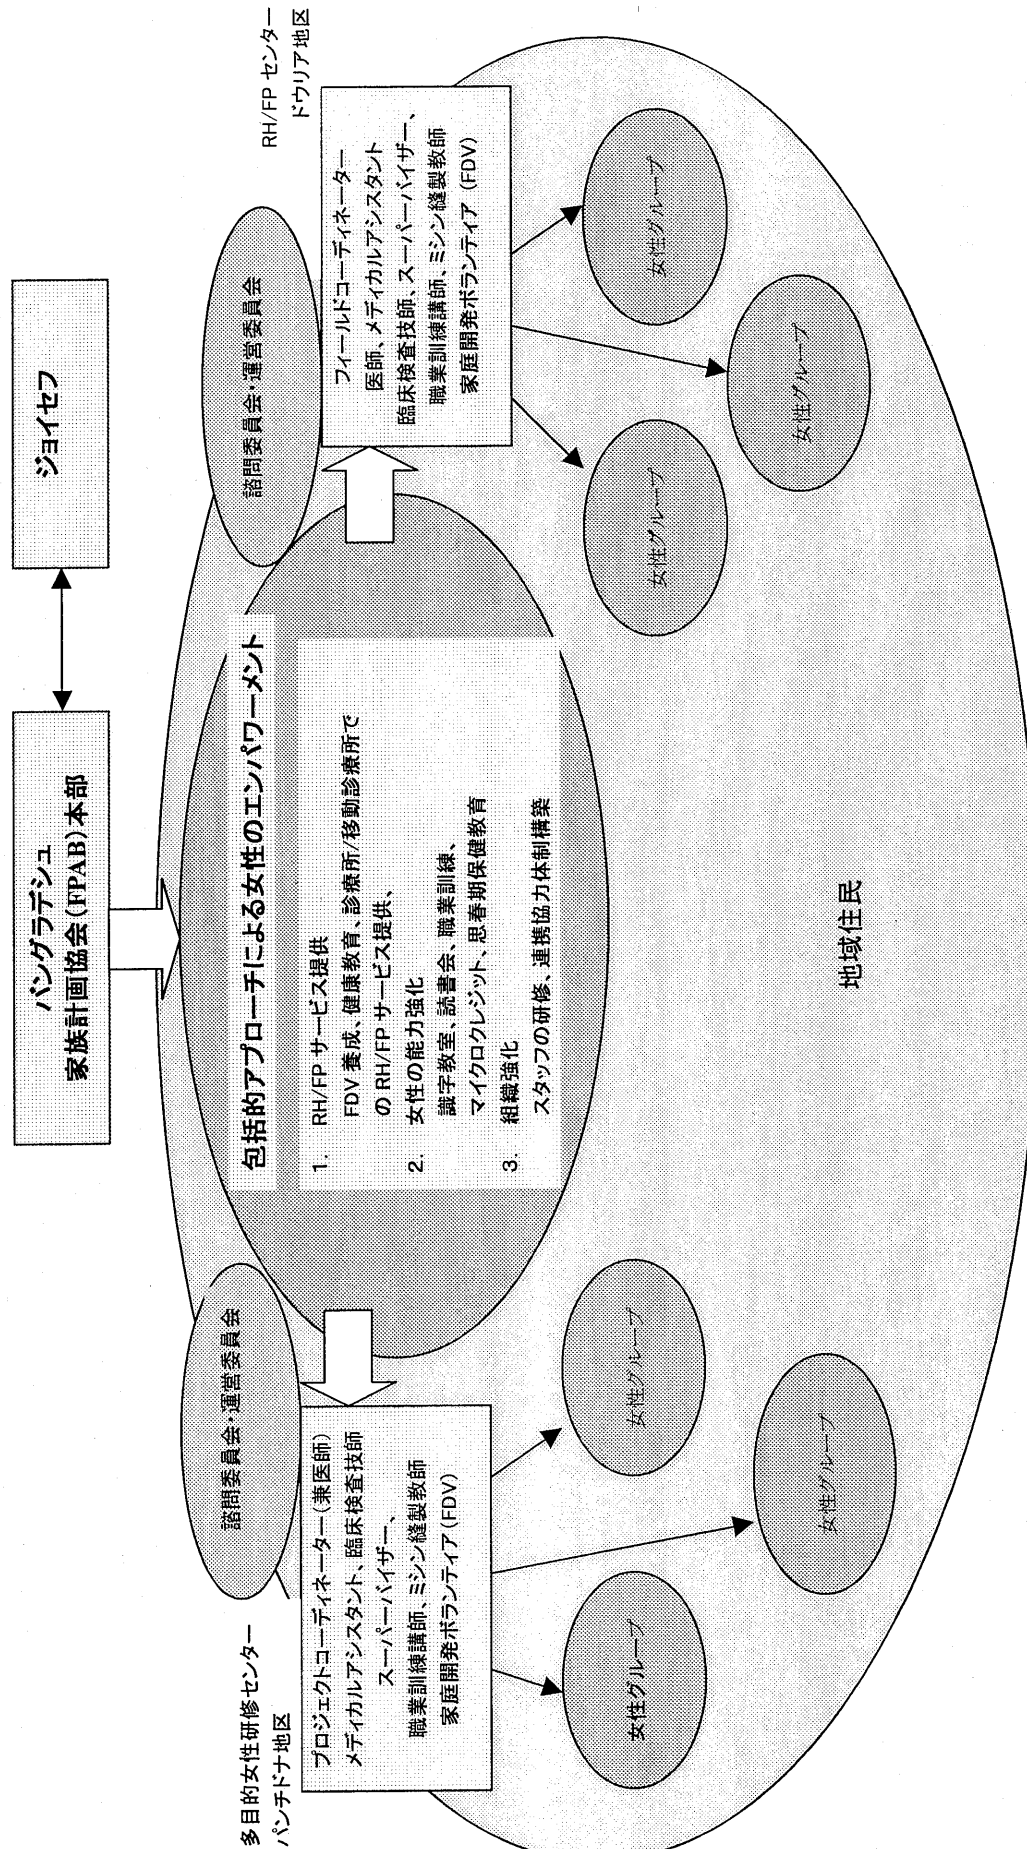 バングラデシュ
家族計画協会(FPAB)本部
ジョイセフ
多目的女性研修センター
パンチドナ地区
諮問委員会・運営委員会
プロジェクトコーディネーター(兼医師)
メディカルアシスタント、臨床検査技師
スーパーバイザー、
職業訓練講師、ミシン縫製教師
家庭開発ボランティア(FDV)
女性グループ
女性グループ
女性グループ
包括的アプローチによる女性のエンパワーメント
1. RH/FP サービス提供
FDV 養成、健康教育、診療所/移動診療所で
の RH/FP サービス提供、
2. 女性の能力強化
識字教室、読書会、職業訓練、
マイクロクレジット、思春期保健教育
3. 組織強化
スタッフの研修、連携協力体制構築
RH/FP センター
ドウリア地区
諮問委員会・運営委員会
フィールドコーディネーター
医師、メディカルアシスタント
臨床検査技師、スーパーバイザー、
職業訓練講師、ミシン縫製教師
家庭開発ボランティア (FDV)
女性グループ
女性グループ
女性グループ
地域住民